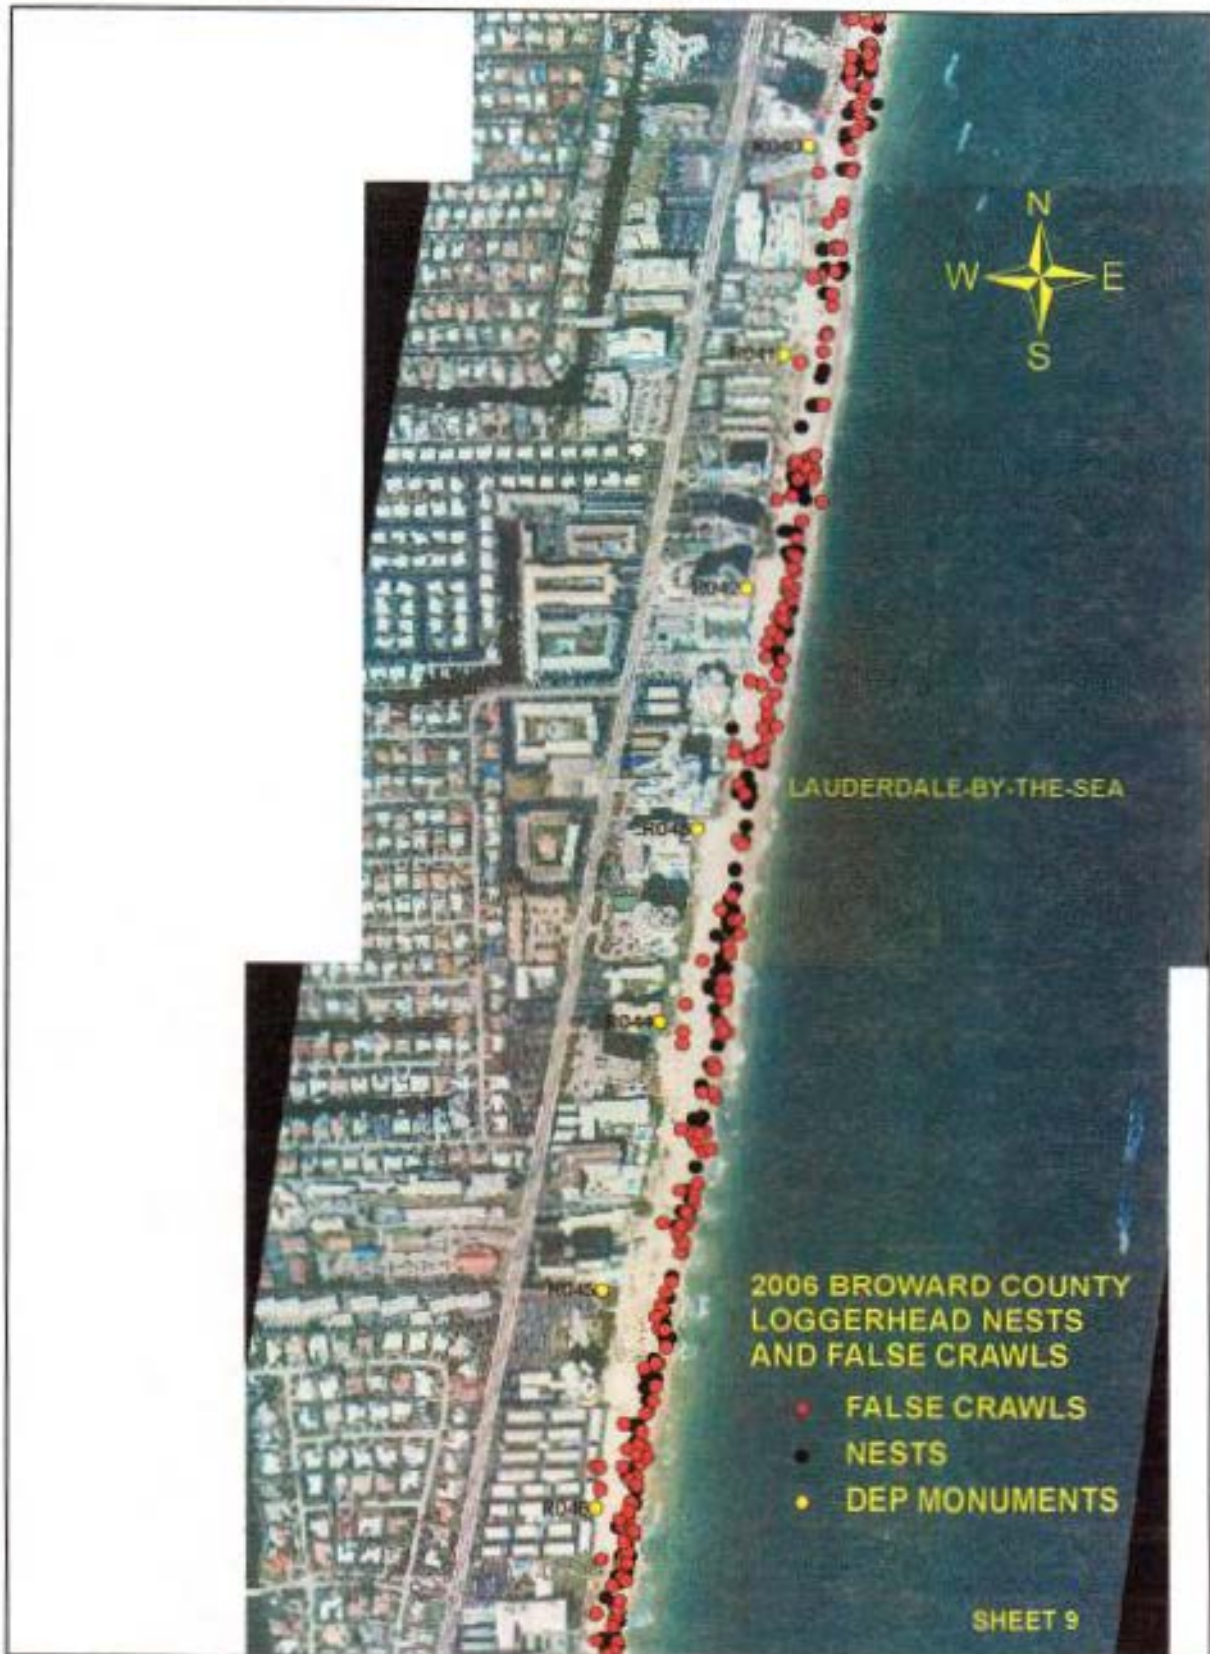 R040
N
W E
S
R041
R042
LAUDERDALE-BY-THE-SEA
R043
R044
R045
2006 BROWARD COUNTY
LOGGERHEAD NESTS
AND FALSE CRAWLS
FALSE CRAWLS
NESTS
DEP MONUMENTS
R046
SHEET 9